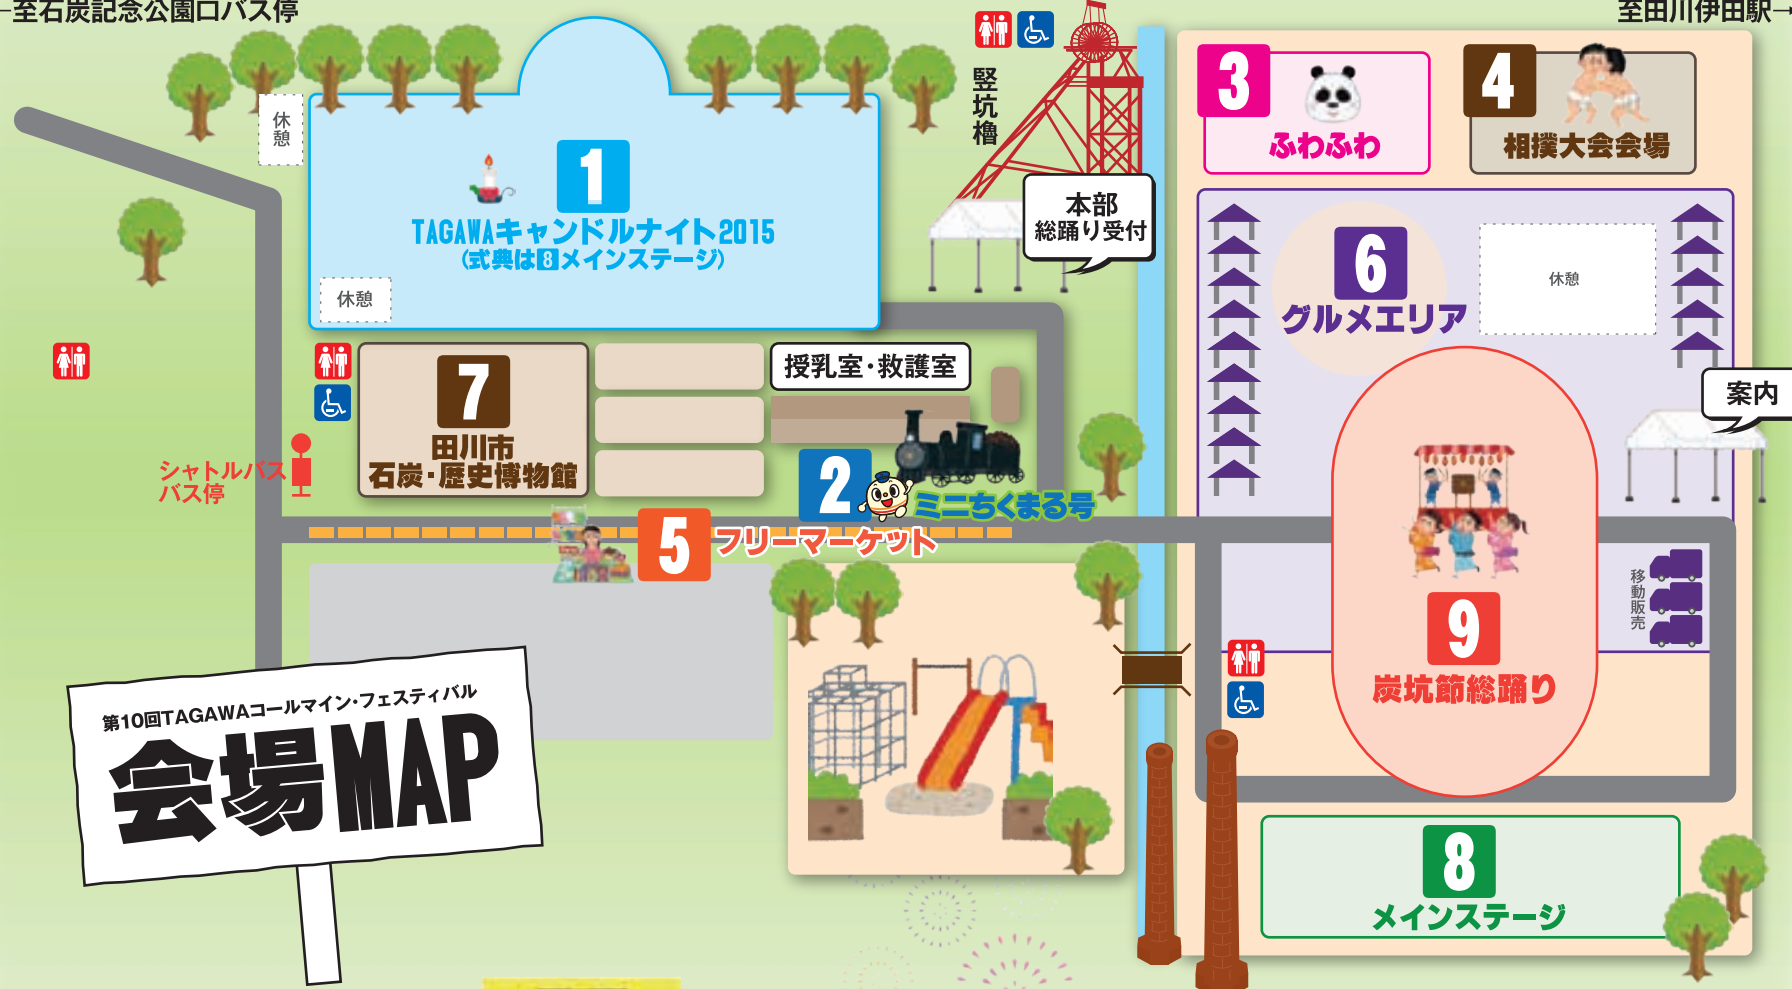 ←至石炭記念公園口バス停
至田川伊田駅→
休憩
1
TAGAWAキャンドルナイト2015
(式典は8メインステージ)
休憩
竪坑櫓
本部
総踊り受付
3
ふわふわ
4
相撲大会会場
6
グルメエリア
休憩
案内
7
田川市
石炭・歴史博物館
授乳室・救護室
シャトルバス
バス停
2
ミニちくまる号
5
フリーマーケット
移動販売
9
炭坑節総踊り
第10回TAGAWAコールマイン・フェスティバル
会場MAP
8
メインステージ